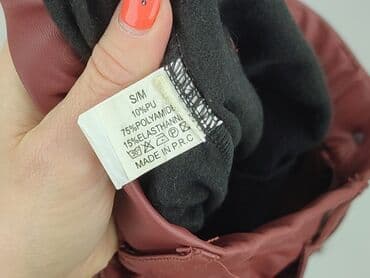 S/M
10%PU
75%POLYAMIDE
15%ELASTHANNE
MADE IN P.R.C